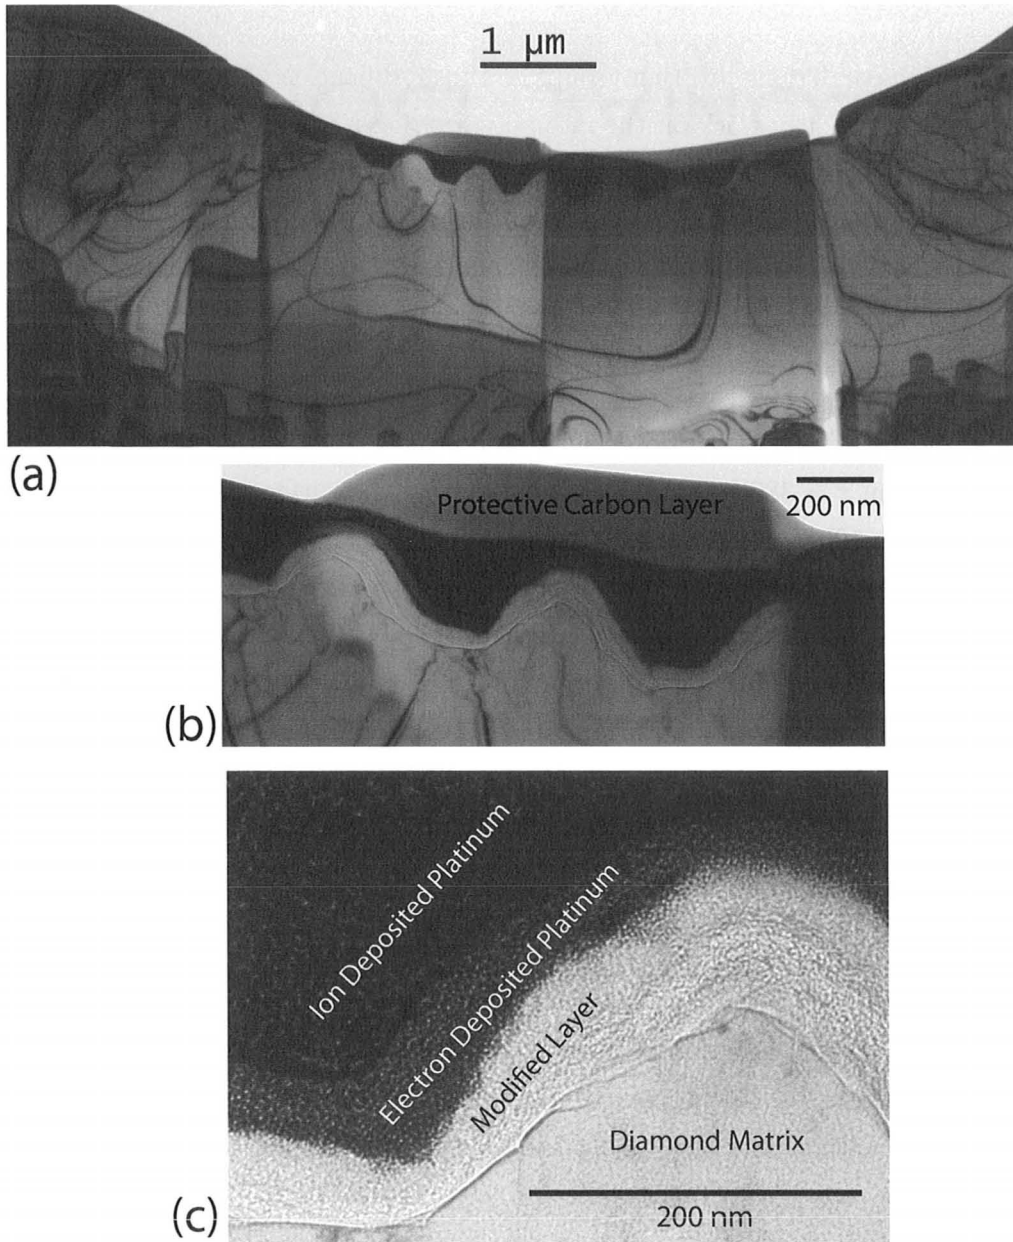 1 μm
(a)
Protective Carbon Layer
200 nm
(b)
Ion Deposited Platinum
Electron Deposited Platinum
Modified Layer
Diamond Matrix
200 nm
(c)